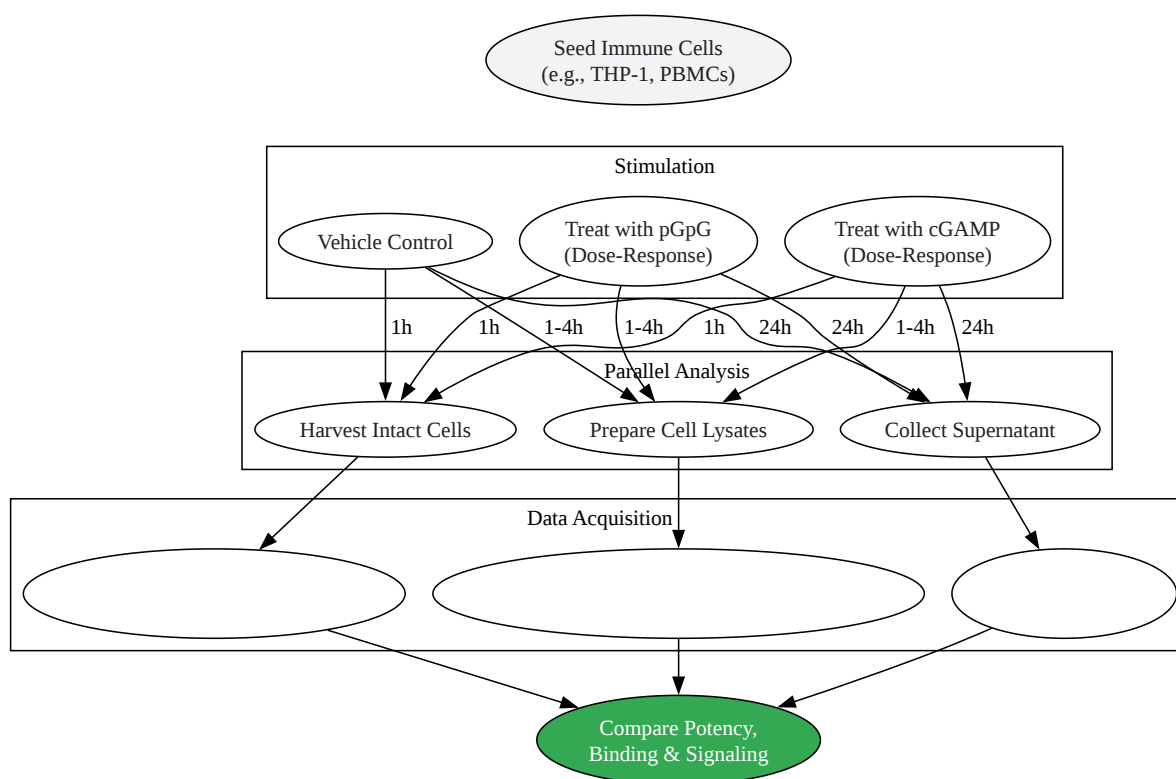 Seed Immune Cells
(e.g., THP-1, PBMCs)
Stimulation
Vehicle Control
Treat with pGpG
(Dose-Response)
Treat with cGAMP
(Dose-Response)
1h
1h
1-4h
1-4h
1h
24h
24h
1-4h
24h
Parallel Analysis
Harvest Intact Cells
Prepare Cell Lysates
Collect Supernatant
Data Acquisition
Compare Potency,
Binding & Signaling